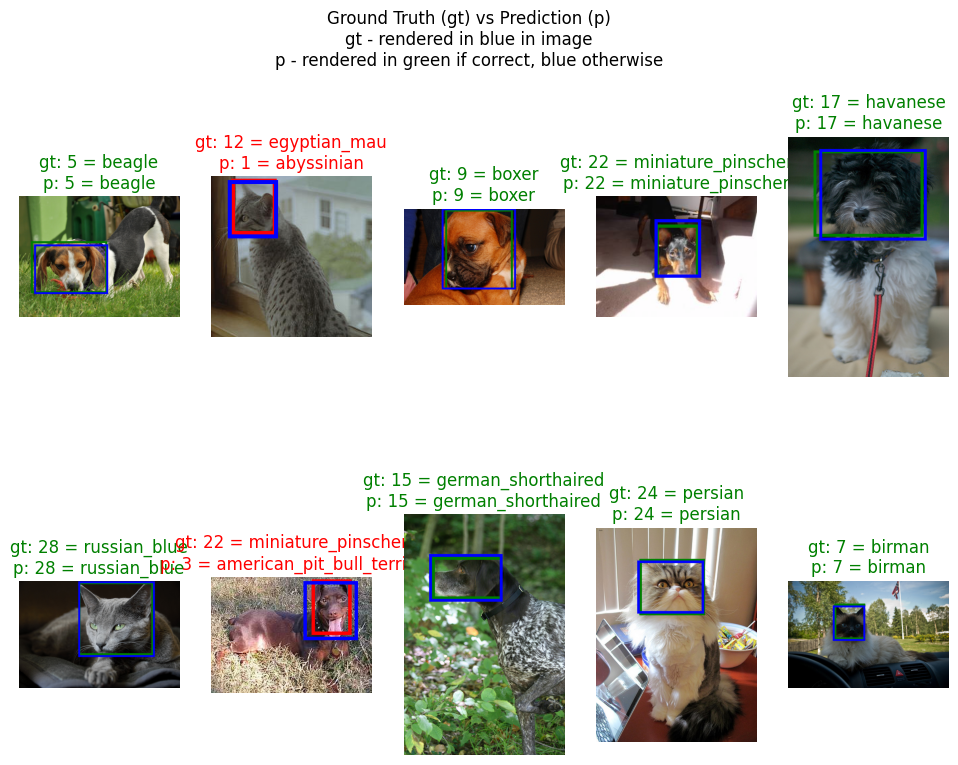 Ground Truth (gt) vs Prediction (p)
gt - rendered in blue in image
p - rendered in green if correct, blue otherwise
gt: 5 = beagle
p: 5 = beagle
gt: 12 = egyptian_mau
p: 1 = abyssinian
gt: 9 = boxer
p: 9 = boxer
gt: 22 = miniature_pinscher
p: 22 = miniature_pinscher
gt: 17 = havanese
p: 17 = havanese
gt: 28 = russian_blue
p: 28 = russian_blue
gt: 22 = miniature_pinscher
p: 3 = american_pit_bull_terri
gt: 15 = german_shorthaired
p: 15 = german_shorthaired
gt: 24 = persian
p: 24 = persian
gt: 7 = birman
p: 7 = birman